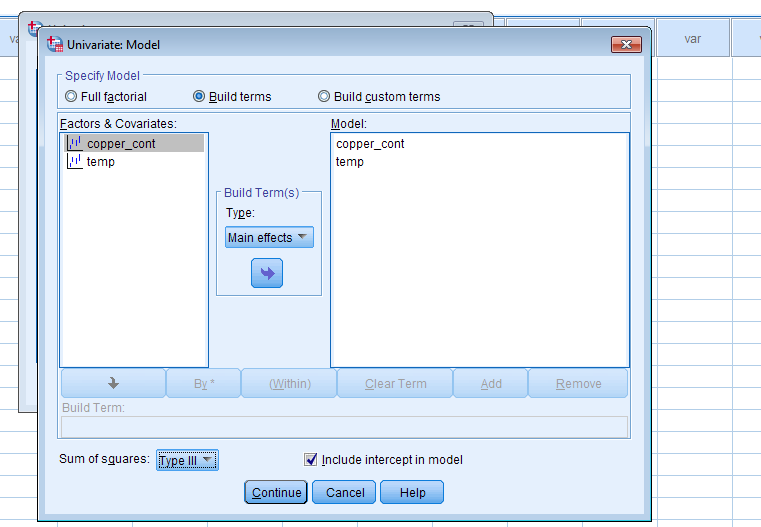 var
Univariate: Model
Specify Model
Full factorial
Build terms
Build custom terms
Factors & Covariates:
Model:
copper_cont
temp
copper_cont
temp
Build Term(s)
Type:
Main effects
By *
(Within)
Clear Term
Add
Remove
Build Term:
Sum of squares:
Type III
Include intercept in model
Continue
Cancel
Help